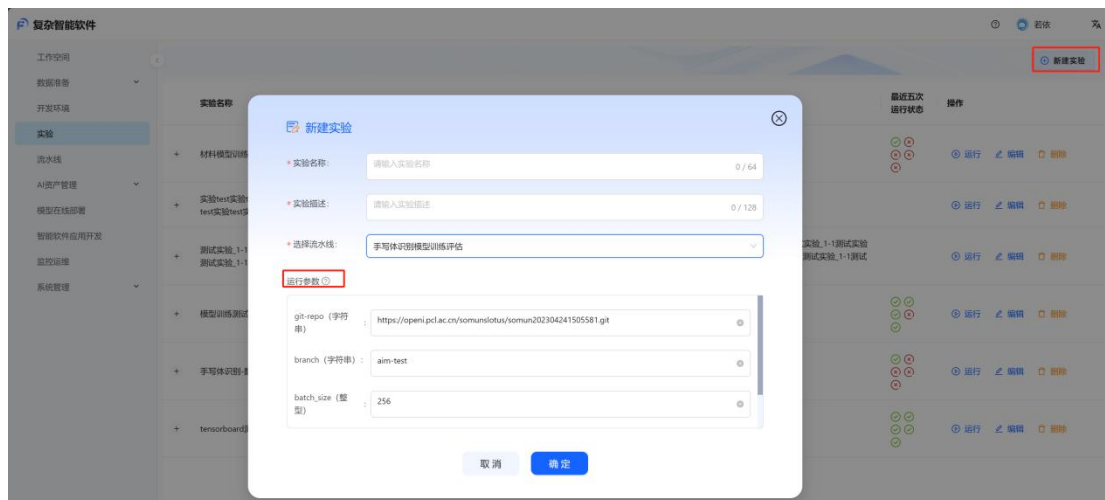 复杂智能软件
若依
工作空间
数据准备
开发环境
实验
流水线
AI资产管理
模型在线部署
智能软件应用开发
监控运维
系统管理
新建实验
实验名称
最近五次
运行状态
操作
材料模型训练
运行 编辑 删除
实验test实验t
test实验test实
运行 编辑 删除
测试实验_1-1
测试实验_1-1
实验_1-1测试实验
测试实验_1-1测试
运行 编辑 删除
模型训练测试
运行 编辑 删除
手写体识别-
运行 编辑 删除
tensorboard
运行 编辑 删除
新建实验
* 实验名称:
请输入实验名称
0 / 64
* 实验描述:
请输入实验描述
0 / 128
* 选择流水线:
手写体识别模型训练评估
运行参数
git-repo(字符
串)
:
https://openi.pcl.ac.cn/somunslotus/somun202304241505581.git
branch(字符串) :
aim-test
batch_size(整
型)
:
256
取 消
确 定